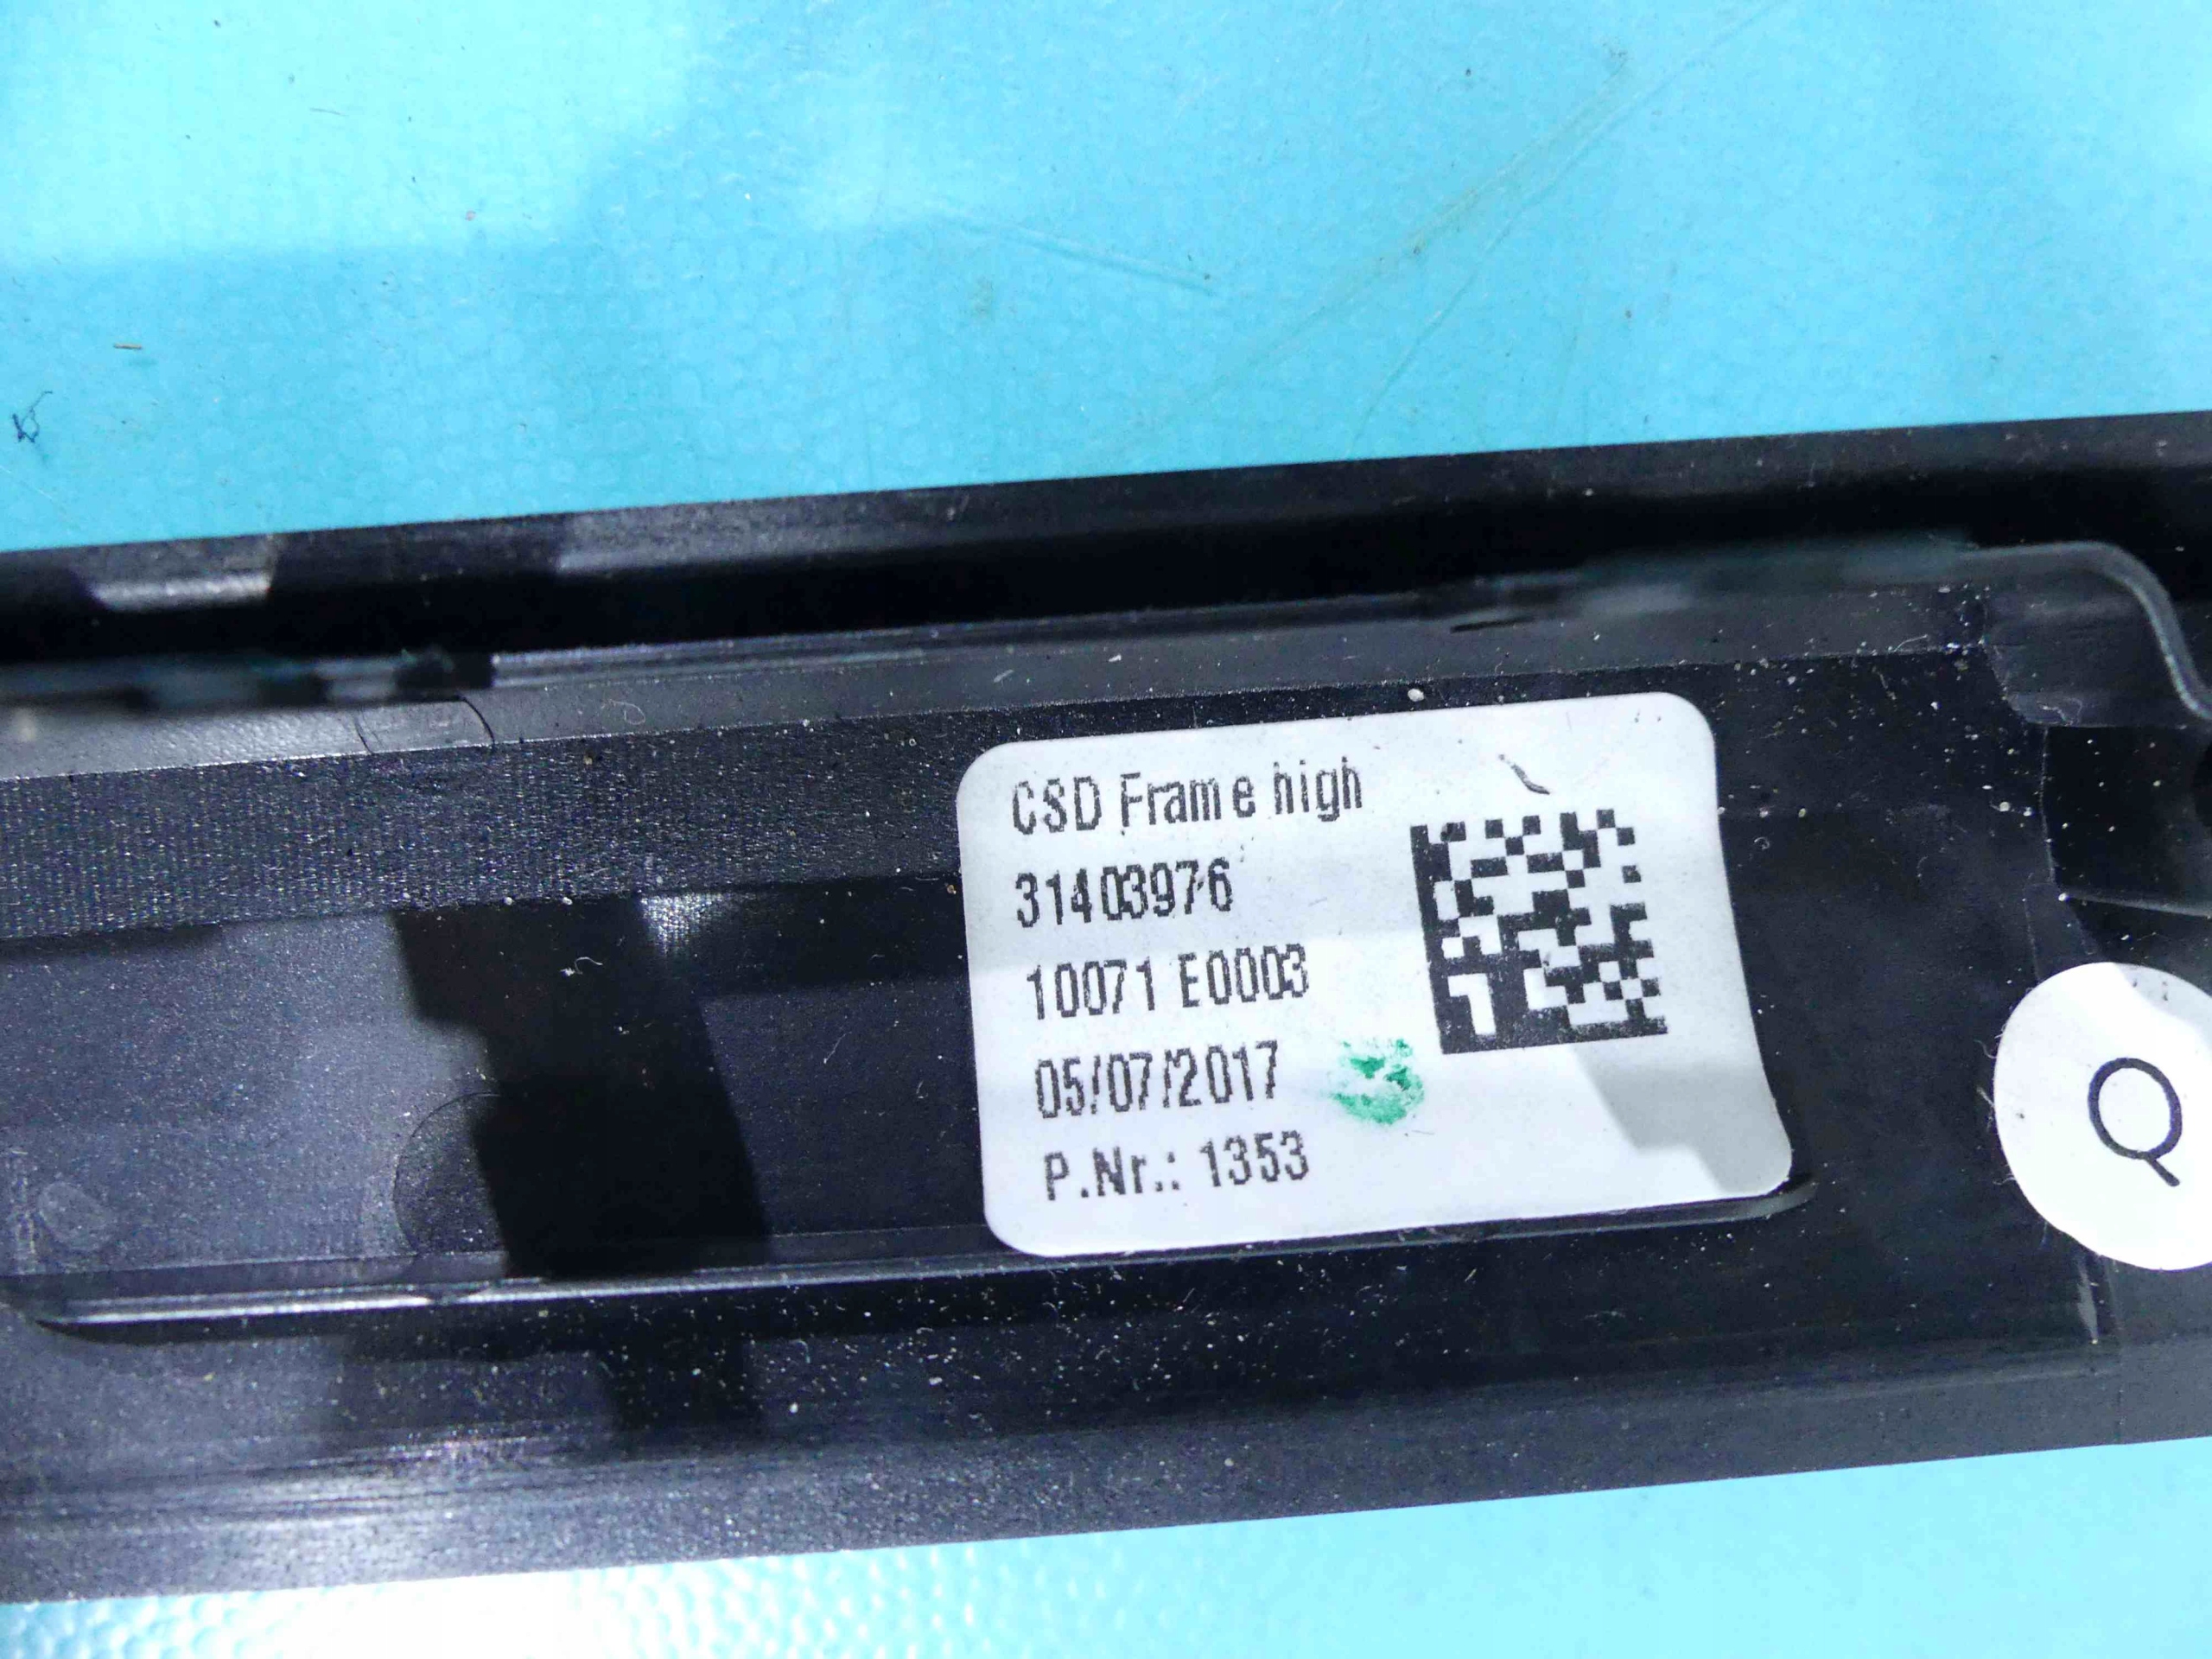 CSD Frame high
31403976
10071 E0003
05/07/2017
P.Nr.: 1353
Q